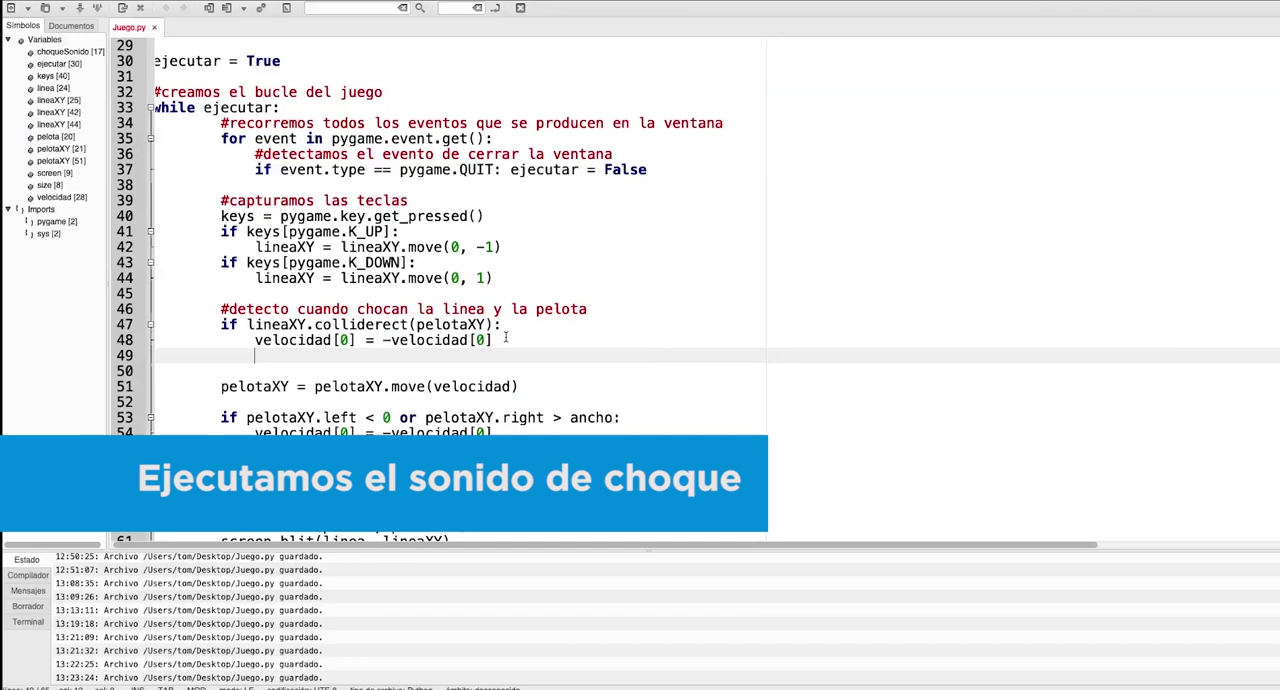 Símbolos Documentos
Juego.py ×
Variables
choqueSonido [17]
ejecutar [30]
keys [40]
linea [24]
lineaXY [25]
lineaXY [42]
lineaXY [44]
pelota [20]
pelotaXY [21]
pelotaXY [51]
screen [9]
size [8]
velocidad [28]
Imports
pygame [2]
sys [2]
29
30 ejecutar = True
31
32 #creamos el bucle del juego
33 while ejecutar:
34 #recorremos todos los eventos que se producen en la ventana
35 for event in pygame.event.get():
36 #detectamos el evento de cerrar la ventana
37 if event.type == pygame.QUIT: ejecutar = False
38
39 #capturamos las teclas
40 keys = pygame.key.get_pressed()
41 if keys[pygame.K_UP]:
42 lineaXY = lineaXY.move(0, -1)
43 if keys[pygame.K_DOWN]:
44 lineaXY = lineaXY.move(0, 1)
45
46 #detecto cuando chocan la linea y la pelota
47 if lineaXY.colliderect(pelotaXY):
48 velocidad[0] = -velocidad[0]
49
50
51 pelotaXY = pelotaXY.move(velocidad)
52
53 if pelotaXY.left < 0 or pelotaXY.right > ancho:
54 velocidad[0] = -velocidad[0]
Ejecutamos el sonido de choque
61 screen.blit(linea, lineaXY)
Estado
Compilador
Mensajes
Borrador
Terminal
12:50:25: Archivo /Users/tom/Desktop/Juego.py guardado.
12:51:07: Archivo /Users/tom/Desktop/Juego.py guardado.
13:08:35: Archivo /Users/tom/Desktop/Juego.py guardado.
13:09:26: Archivo /Users/tom/Desktop/Juego.py guardado.
13:13:11: Archivo /Users/tom/Desktop/Juego.py guardado.
13:19:18: Archivo /Users/tom/Desktop/Juego.py guardado.
13:21:09: Archivo /Users/tom/Desktop/Juego.py guardado.
13:21:32: Archivo /Users/tom/Desktop/Juego.py guardado.
13:22:25: Archivo /Users/tom/Desktop/Juego.py guardado.
13:23:24: Archivo /Users/tom/Desktop/Juego.py guardado.